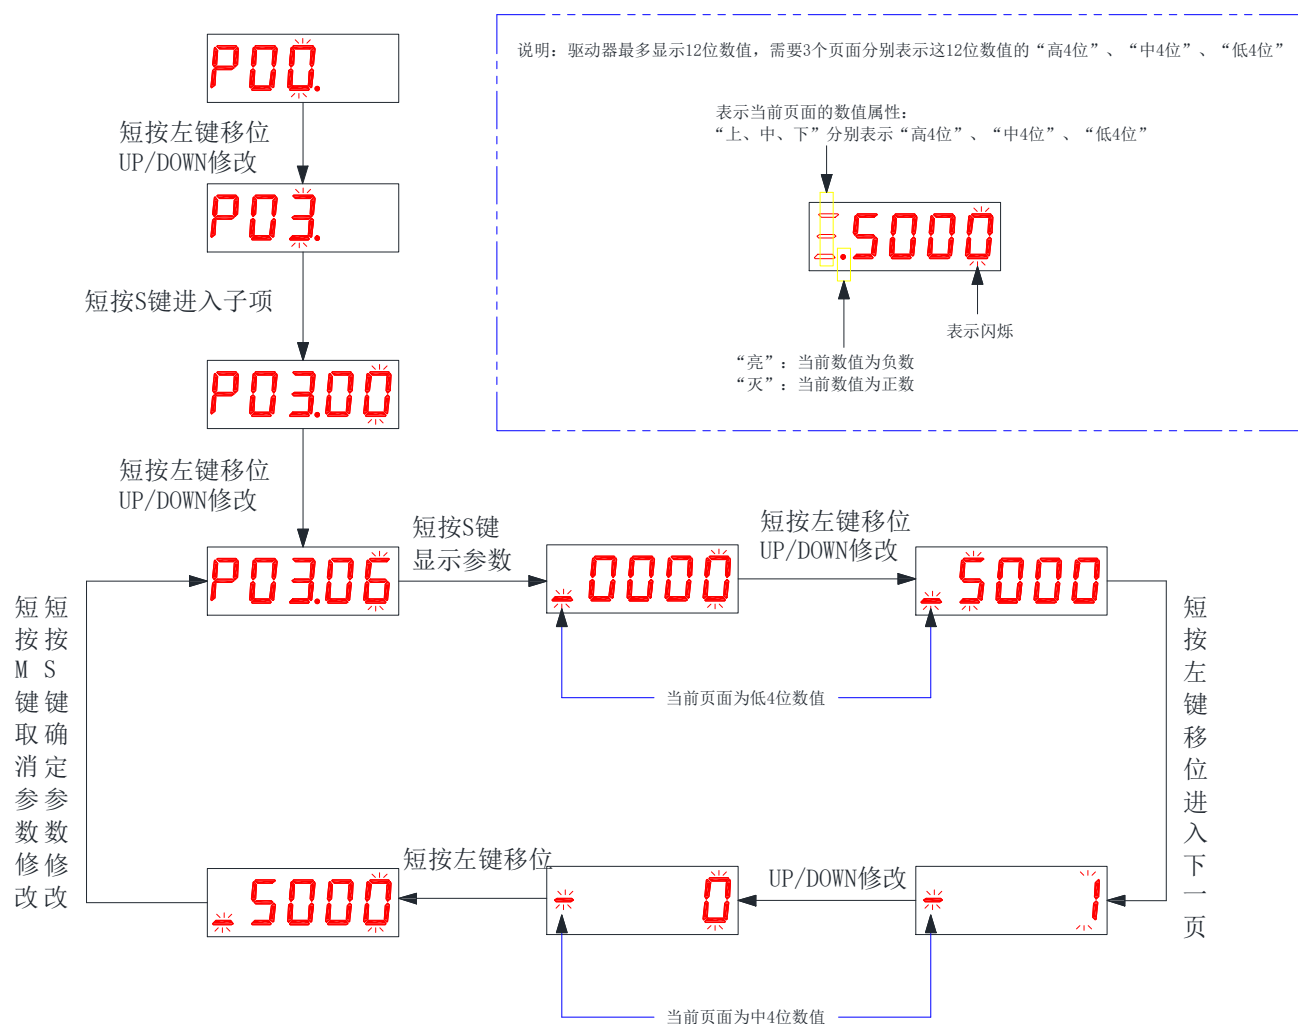 说明：驱动器最多显示12位数值，需要3个页面分别表示这12位数值的“高4位”、“中4位”、“低4位”
表示当前页面的数值属性：
“上、中、下”分别表示“高4位”、“中4位”、“低4位”
5000
表示闪烁
“亮”：当前数值为负数
“灭”：当前数值为正数
P00.
短按左键移位
UP/DOWN修改
P03.
短按S键进入子项
P03.00
短按左键移位
UP/DOWN修改
P03.06
短按S键
显示参数
0000
短按左键移位
UP/DOWN修改
5000
当前页面为低4位数值
短按左键移位进入下一页
1
UP/DOWN修改
0
当前页面为中4位数值
短按左键移位
5000
短按S键确定参数修改
短按M键取消参数修改